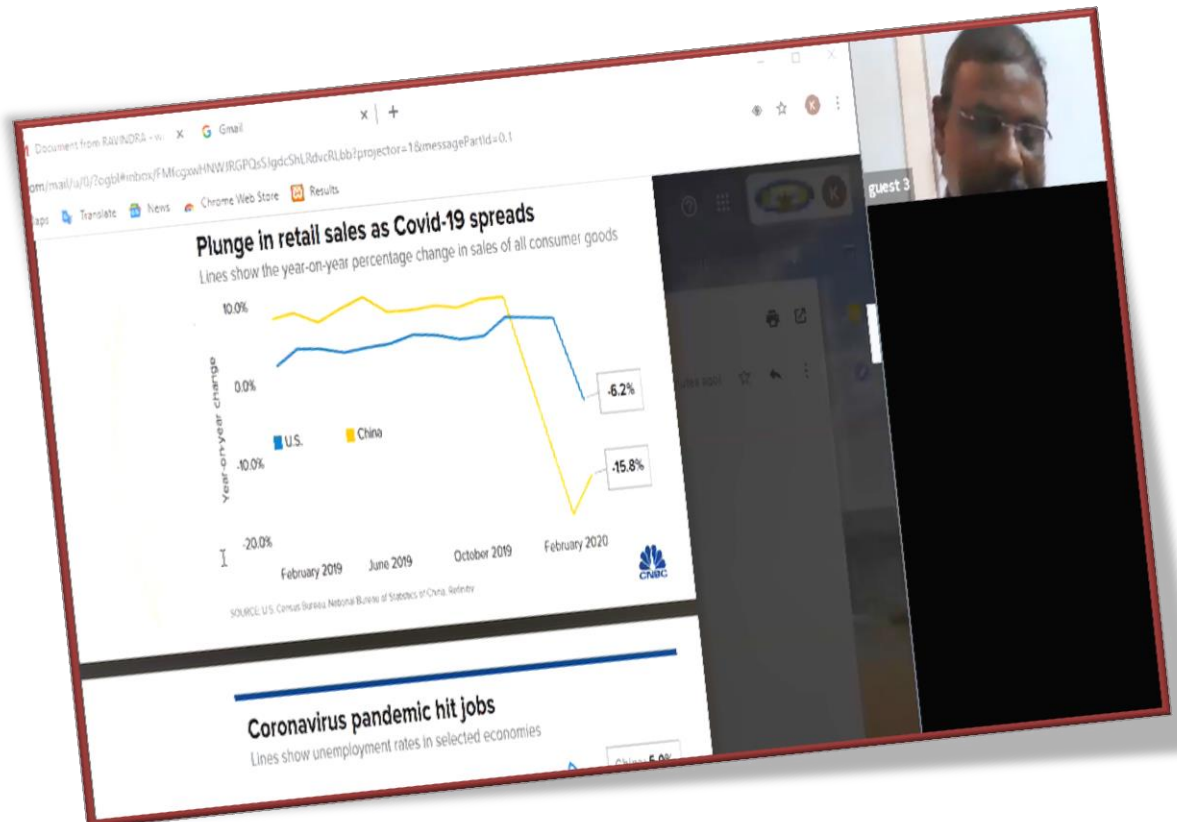 Document from RAVINDRA - w
Gmail
om/mail/u/0/?ogbl#inbox/
?projector=1&messagePartId=0.1
aps Translate News Chrome Web Store Results
K
K
guest 3
Plunge in retail sales as Covid-19 spreads
Lines show the year-on-year percentage change in sales of all consumer goods
10.0%
0.0%
-10.0%
-20.0%
Year-on-year change
U.S. China
-6.2%
-15.8%
February 2019 June 2019 October 2019 February 2020
CNBC
SOURCE: U.S. Census Bureau, National Bureau of Statistics of China, Refinitiv
Coronavirus pandemic hit jobs
Lines show unemployment rates in selected economies
China: 5.9%